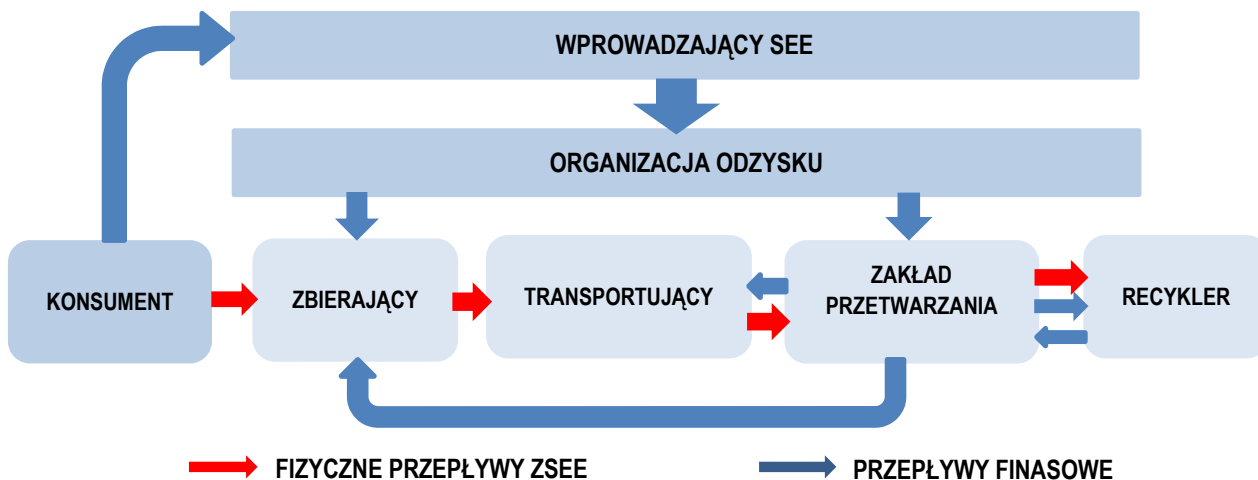 WPROWADZAJĄCY SEE
ORGANIZACJA ODZYSKU
KONSUMENT
ZBIERAJĄCY
TRANSPORTUJĄCY
ZAKŁAD
PRZETWARZANIA
RECYKLER
FIZYCZNE PRZEPŁYWY ZSEE
PRZEPŁYWY FINASOWE